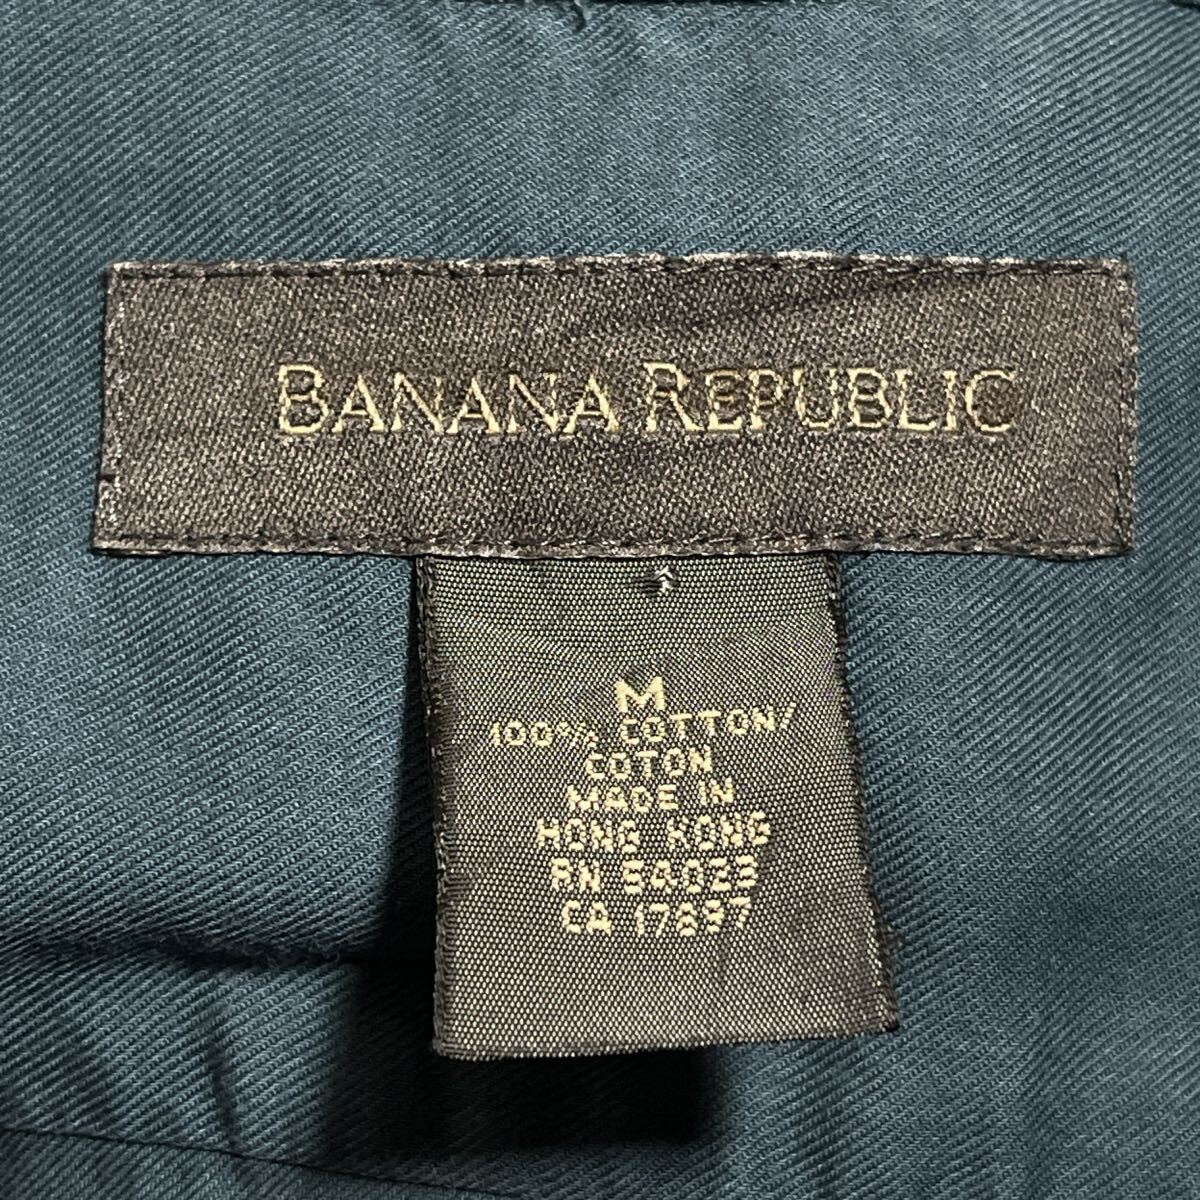 BANANA REPUBLIC
M
100% COTTON/
COTON
MADE IN
HONG KONG
RN 54023
CA 17897